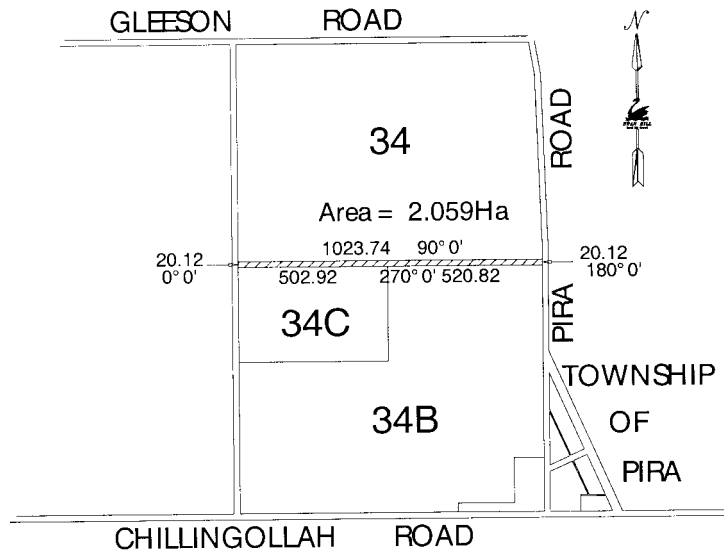 GLEESON ROAD
N
ROAD
34
Area = 2.059Ha
1023.74 90° 0'
20.12
0° 0'
20.12
180° 0'
502.92 270° 0' 520.82
34C
PIRA
TOWNSHIP
OF
PIRA
34B
CHILLINGOLLAH ROAD